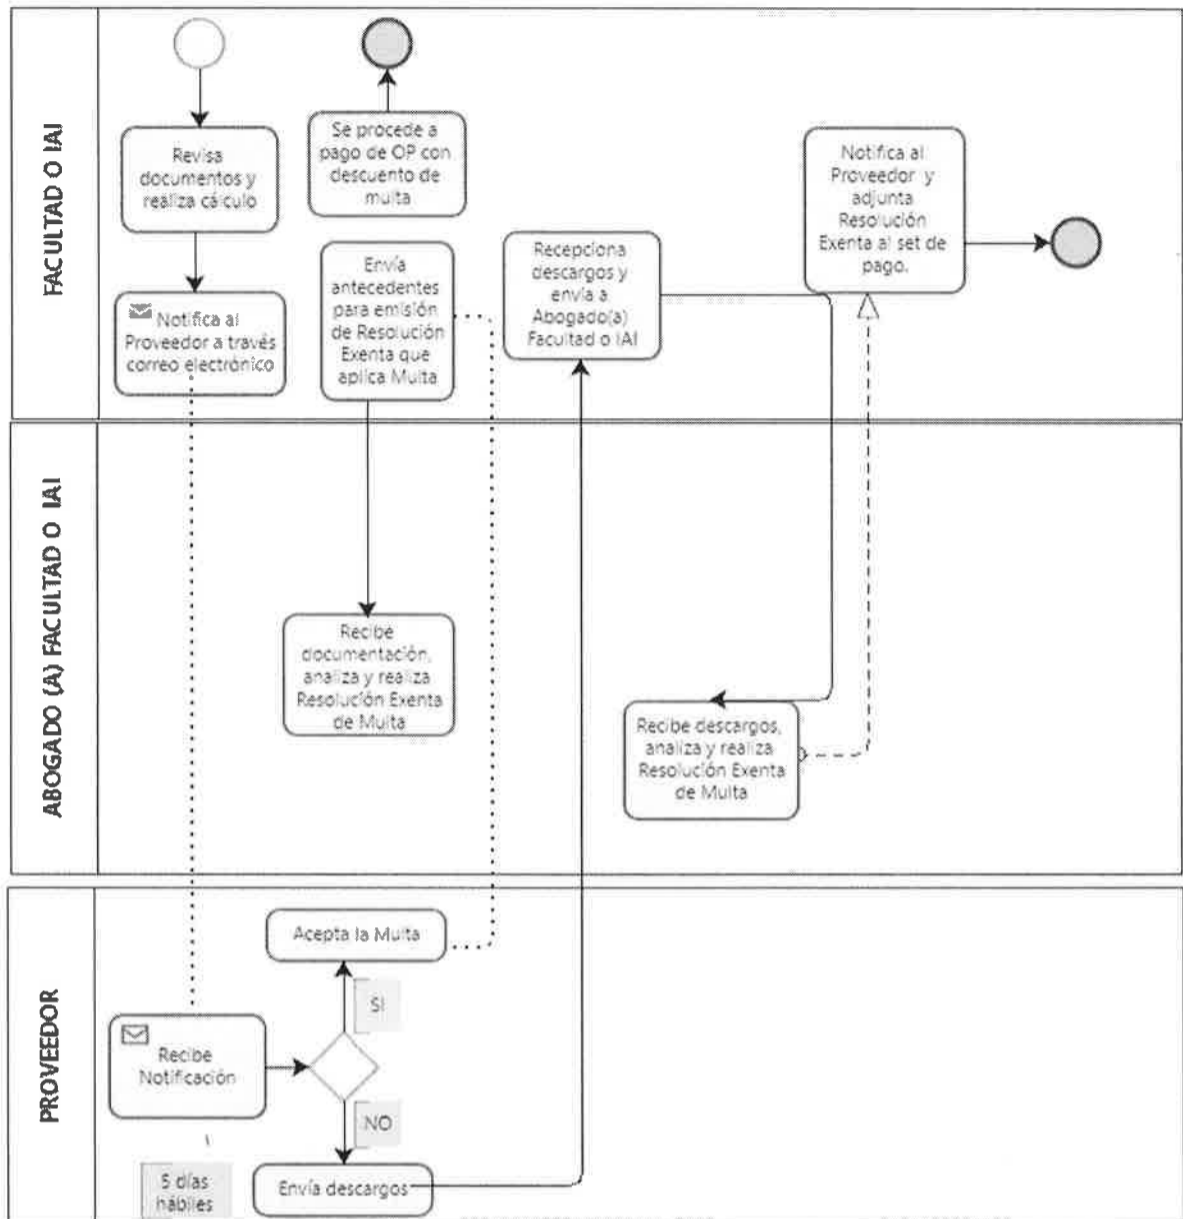 FACULTAD O IAI
Revisa
documentos y
realiza cálculo
Se procede a
pago de OP con
descuento de
multa
Notifica al
Proveedor y
adjunta
Resolución
Exenta al set de
pago.
Notifica al
Proveedor a través
correo electrónico
Envía
antecedentes
para emisión
de Resolución
Exenta que
aplica Multa
Recepciona
descargos y
envía a
Abogado(a)
Facultad o IAI
ABOGADO (A) FACULTAD O IAI
Recibe
documentación,
analiza y realiza
Resolución Exenta
de Multa
Recibe descargos,
analiza y realiza
Resolución Exenta
de Multa
PROVEEDOR
Acepta la Multa
SI
Recibe
Notificación
NO
5 días
hábiles
Envía descargos